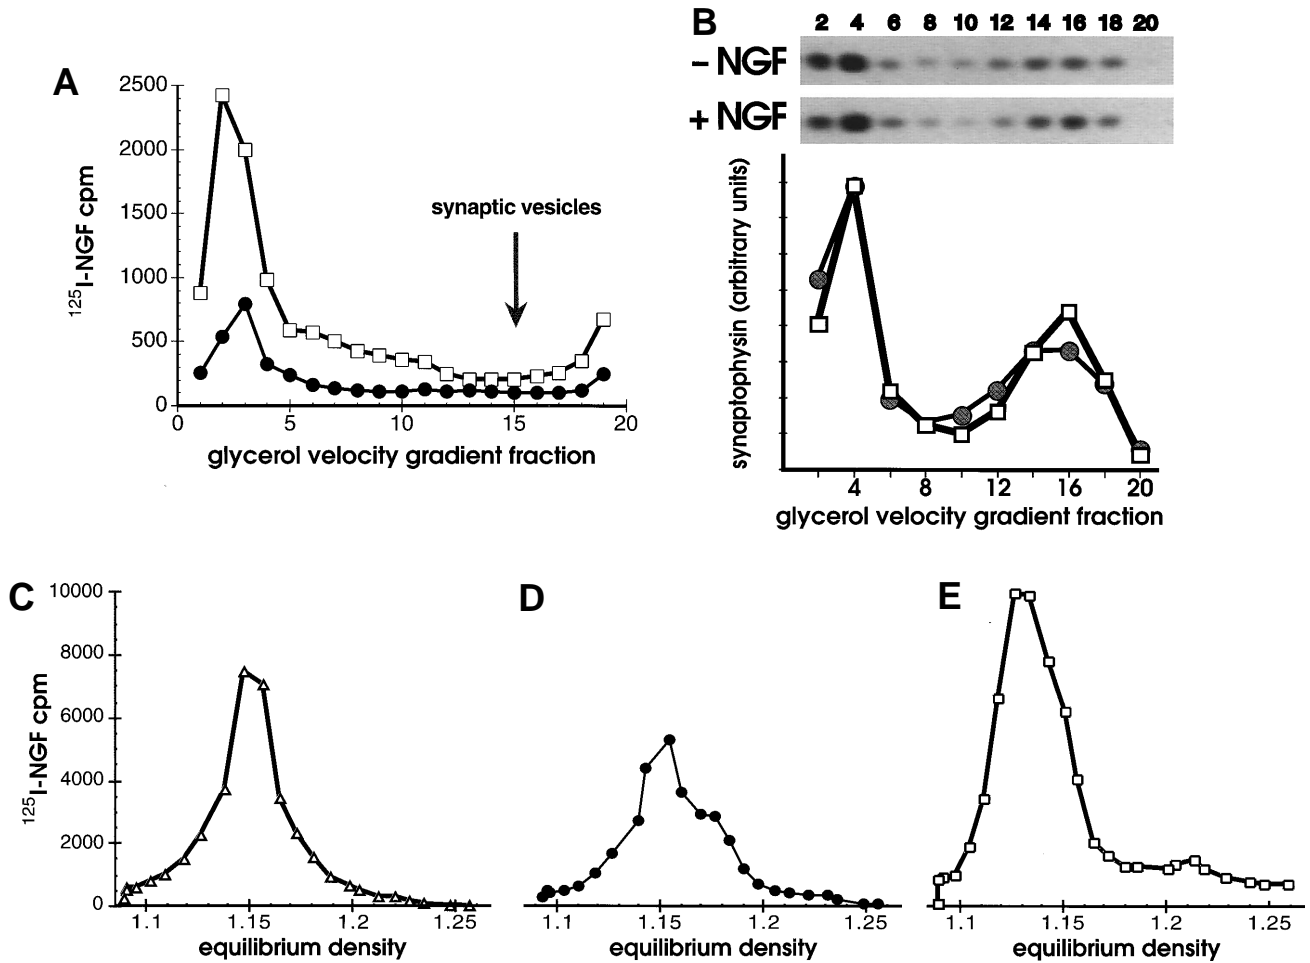 A
2500
2000
1500
1000
500
0
¹²⁵I-NGF cpm
synaptic vesicles
0 5 10 15 20
glycerol velocity gradient fraction
B
2 4 6 8 10 12 14 16 18 20
– NGF
+ NGF
synaptophysin (arbitrary units)
4 8 12 16 20
glycerol velocity gradient fraction
C
10000
8000
6000
4000
2000
0
¹²⁵I-NGF cpm
1.1 1.15 1.2 1.25
equilibrium density
D
1.1 1.15 1.2 1.25
equilibrium density
E
1.1 1.15 1.2 1.25
equilibrium density